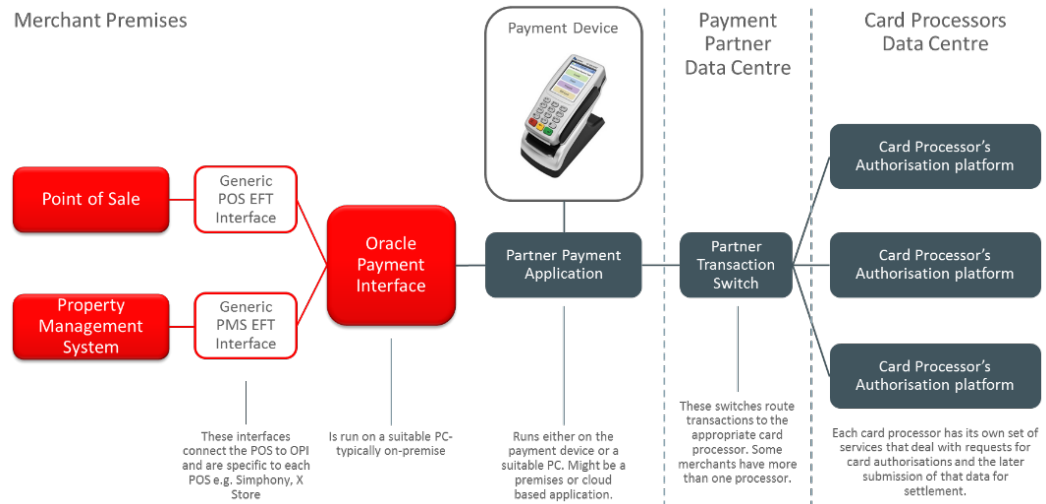 Merchant Premises
Payment Device
Payment
Partner
Data Centre
Card Processors
Data Centre
Point of Sale
Generic
POS EFT
Interface
Property
Management
System
Generic
PMS EFT
Interface
Oracle
Payment
Interface
Partner Payment
Application
Partner
Transaction
Switch
Card Processor’s
Authorisation platform
Card Processor’s
Authorisation platform
Card Processor’s
Authorisation platform
These interfaces
connect the POS to OPI
and are specific to each
POS e.g. Simphony, X
Store
Is run on a suitable PC-
typically on-premise
Runs either on the
payment device or a
suitable PC. Might be a
premises or cloud
based application.
These switches route
transactions to the
appropriate card
processor. Some
merchants have more
than one processor.
Each card processor has its own set of
services that deal with requests for
card authorisations and the later
submission of that data for
settlement.